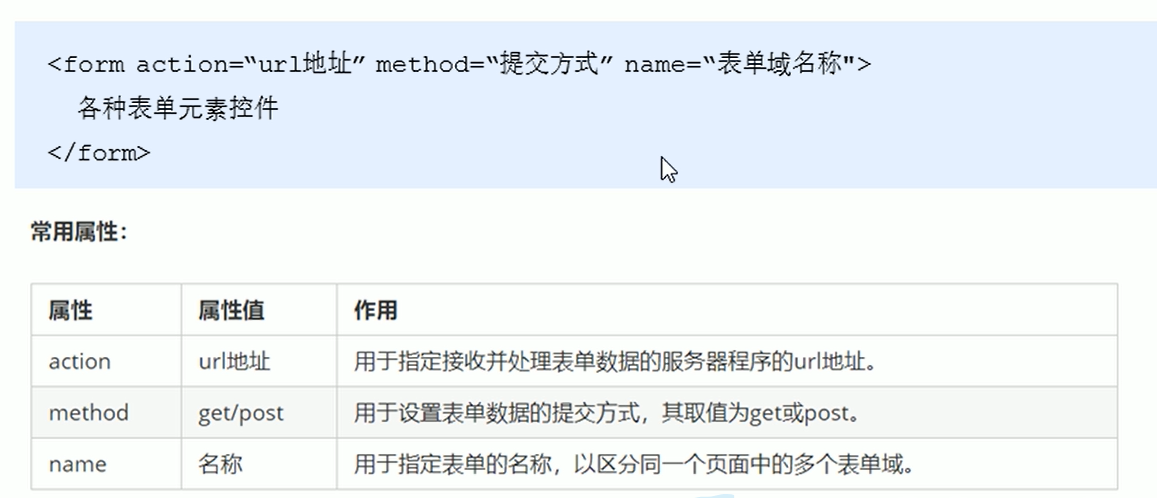 <form action=“url地址” method=“提交方式” name=“表单域名称">
各种表单元素控件
</form>
常用属性：
属性 属性值 作用
action url地址 用于指定接收并处理表单数据的服务器程序的url地址。
method get/post 用于设置表单数据的提交方式，其取值为get或post。
name 名称 用于指定表单的名称，以区分同一个页面中的多个表单域。